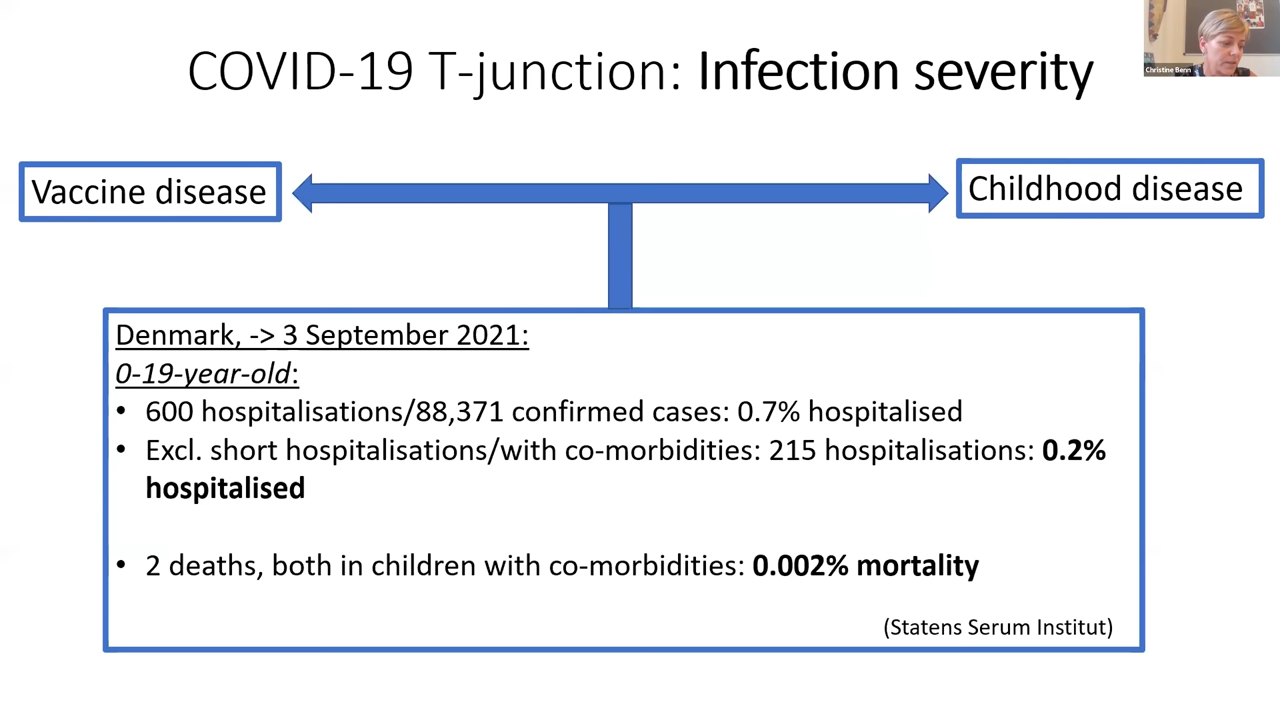 COVID-19 T-junction: Infection severity
Christine Benn
Vaccine disease
Childhood disease
Denmark, -> 3 September 2021:
0-19-year-old:
• 600 hospitalisations/88,371 confirmed cases: 0.7% hospitalised
• Excl. short hospitalisations/with co-morbidities: 215 hospitalisations: 0.2%
hospitalised
• 2 deaths, both in children with co-morbidities: 0.002% mortality
(Statens Serum Institut)